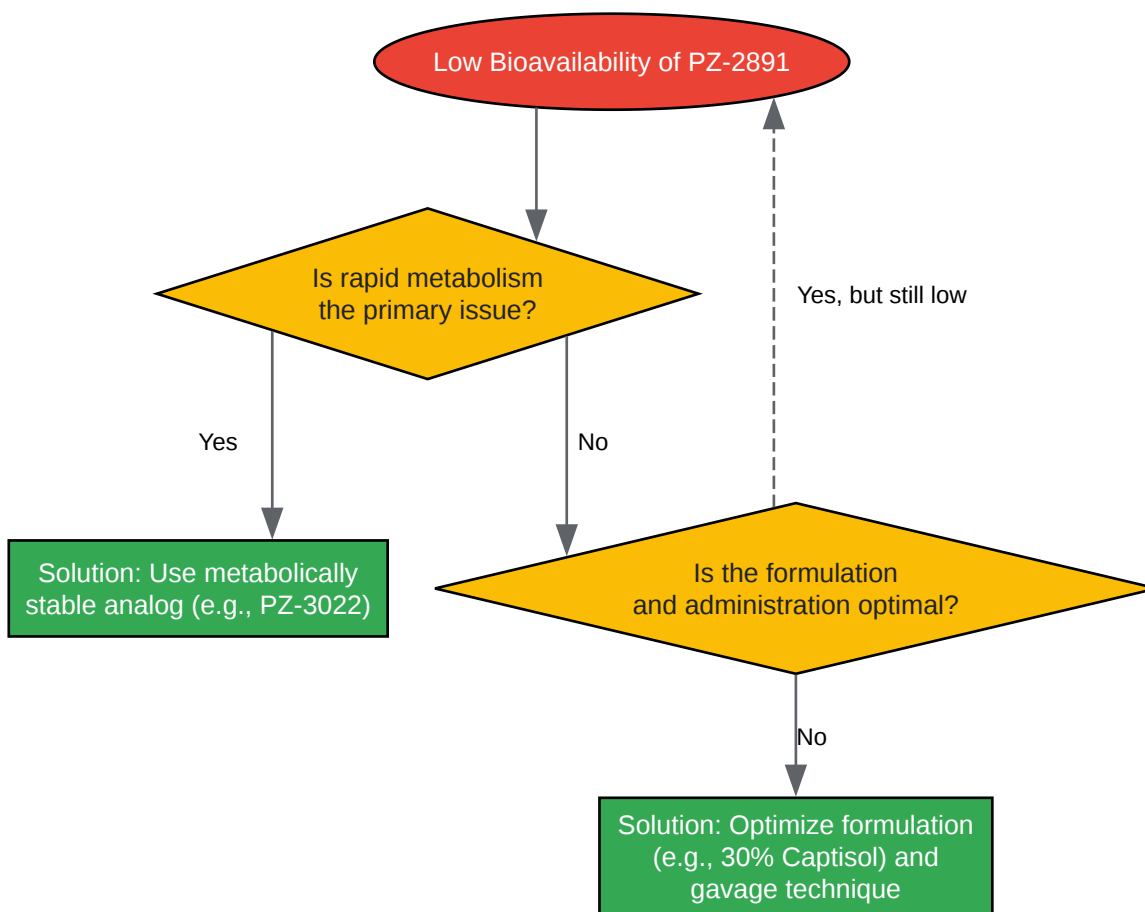 Low Bioavailability of PZ-2891
Is rapid metabolism
the primary issue?
Yes, but still low
Yes
No
Solution: Use metabolically
stable analog (e.g., PZ-3022)
Is the formulation
and administration optimal?
No
Solution: Optimize formulation
(e.g., 30% Captisol) and
gavage technique